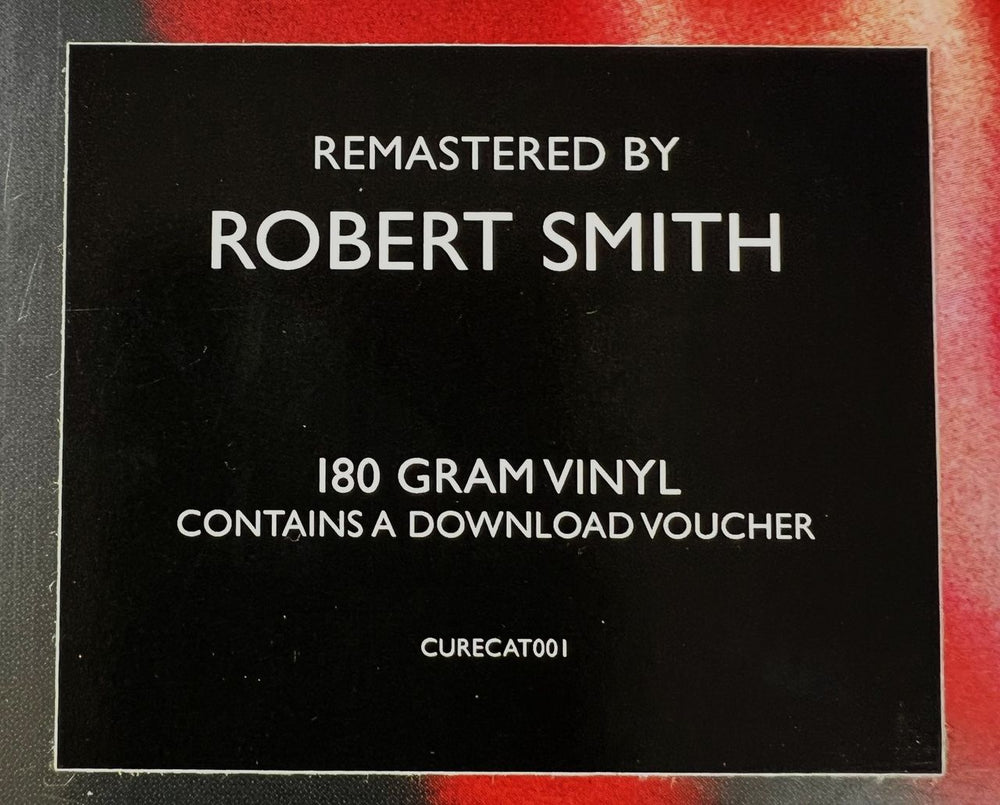 REMASTERED BY
ROBERT SMITH
180 GRAM VINYL
CONTAINS A DOWNLOAD VOUCHER
CURECAT001